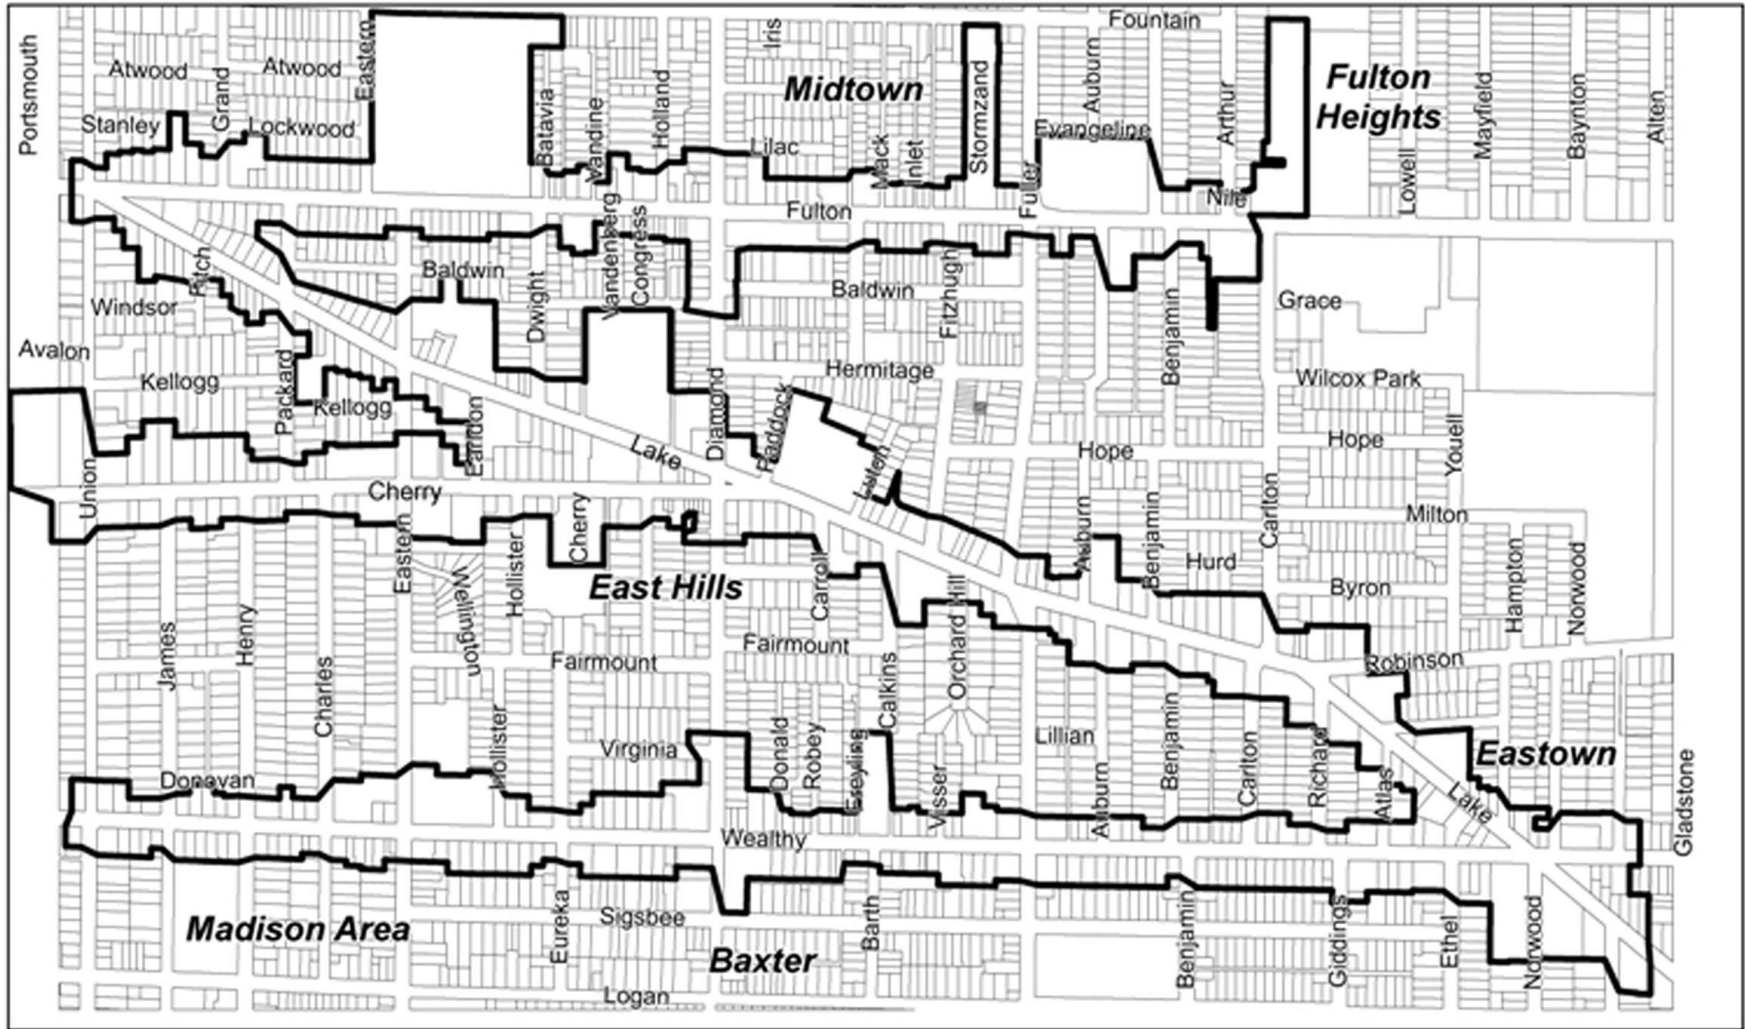 Fountain
Iris
Eastern
Portsmouth
Atwood
Atwood
Grand
Auburn
Midtown
Fulton
Heights
Stormzand
Arthur
Mayfield
Baynton
Alten
Stanley
Lockwood
Batavia
Vandine
Holland
Evangeline
Lilac
Mack
Inlet
Fuller
Nile
Lowell
Fulton
Vandenberg
Congress
Fitch
Baldwin
Dwight
Baldwin
Fitzhugh
Benjamin
Grace
Windsor
Avalon
Kellogg
Packard
Kellogg
Hermitage
Wilcox Park
Diamond
Paddock
Earndon
Lake
Luton
Hope
Hope
Youell
Union
Cherry
Cherry
Carlton
Milton
Auburn
Benjamin
Hurd
Byron
Hampton
Norwood
Eastern
Wellington
Hollister
East Hills
Carroll
Orchard Hill
James
Henry
Charles
Fairmount
Fairmount
Calkins
Robinson
Hollister
Virginia
Donald
Robey
Freyling
Visser
Lillian
Auburn
Benjamin
Carlton
Richard
Atlas
Eastown
Lake
Gladstone
Donovan
Wealthy
Madison Area
Eureka
Sigsbee
Baxter
Barth
Benjamin
Giddings
Ethel
Norwood
Logan